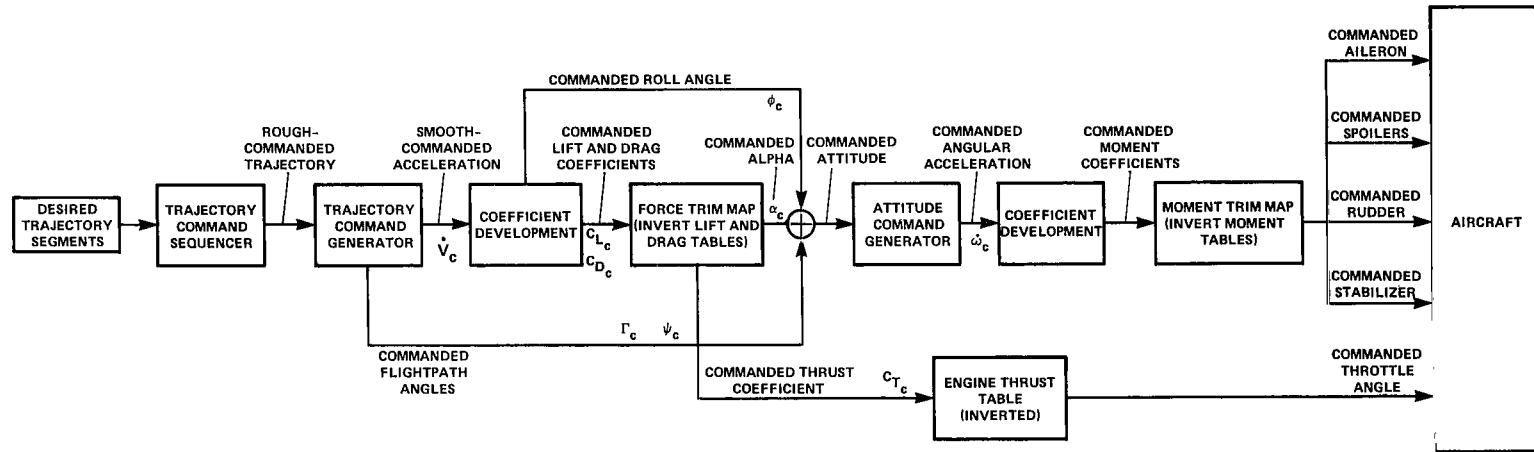 COMMANDED ROLL ANGLE
ϕc
ROUGH-
COMMANDED
TRAJECTORY
SMOOTH-
COMMANDED
ACCELERATION
COMMANDED
LIFT AND DRAG
COEFFICIENTS
COMMANDED
ALPHA
COMMANDED
ATTITUDE
COMMANDED
ANGULAR
ACCELERATION
COMMANDED
MOMENT
COEFFICIENTS
DESIRED
TRAJECTORY
SEGMENTS
TRAJECTORY
COMMAND
SEQUENCER
TRAJECTORY
COMMAND
GENERATOR
V̇c
COEFFICIENT
DEVELOPMENT
CLc
CDc
FORCE TRIM MAP
(INVERT LIFT AND
DRAG TABLES)
αc
ATTITUDE
COMMAND
GENERATOR
ω̇c
COEFFICIENT
DEVELOPMENT
MOMENT TRIM MAP
(INVERT MOMENT
TABLES)
COMMANDED
AILERON
COMMANDED
SPOILERS
COMMANDED
RUDDER
COMMANDED
STABILIZER
AIRCRAFT
Γc ψc
COMMANDED
FLIGHTPATH
ANGLES
COMMANDED THRUST
COEFFICIENT
CTc
ENGINE THRUST
TABLE
(INVERTED)
COMMANDED
THROTTLE
ANGLE